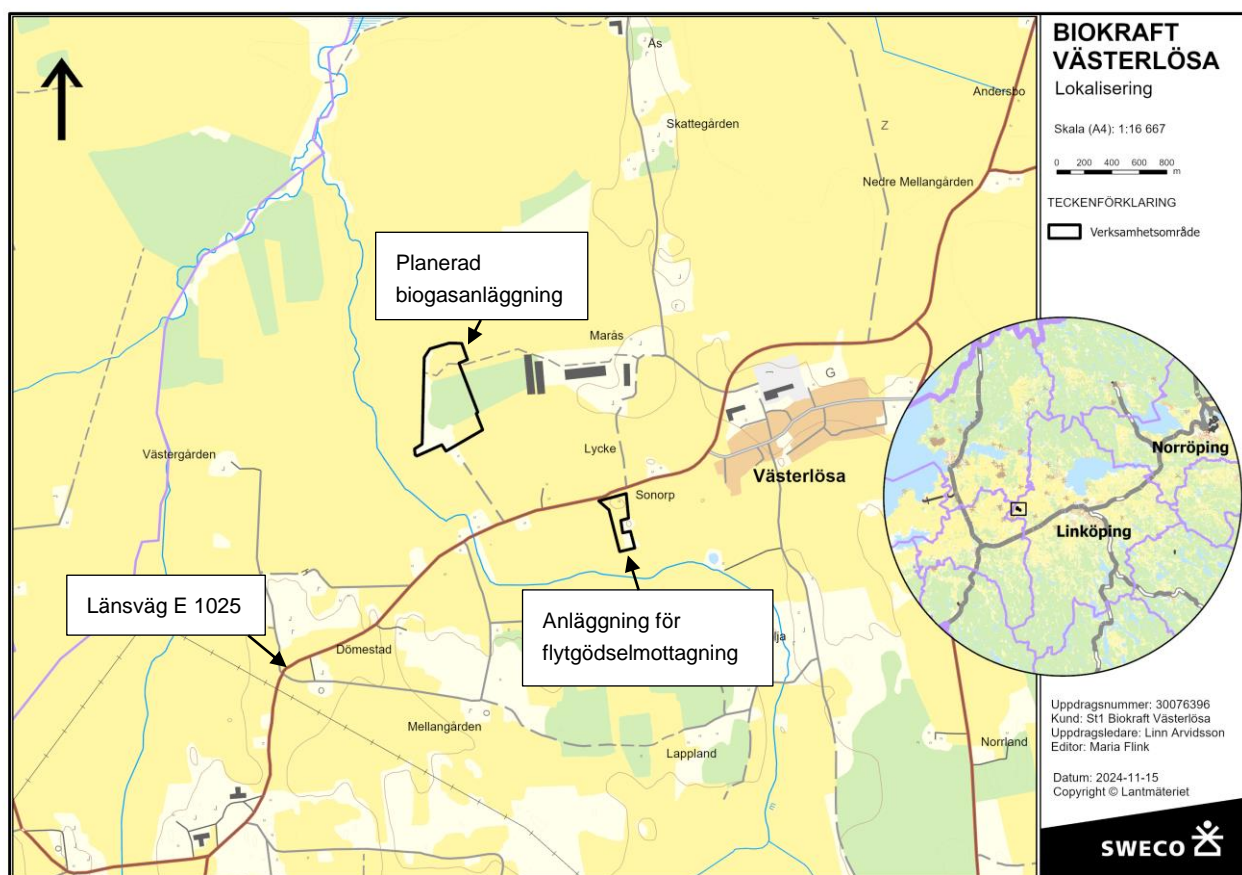 Ås
Andersbo
Skattegården
Z
Nedre Mellangården
Planerad
biogasanläggning
Marås
G
Västergården
Lycke
Västerlösa
Sonorp
Länsväg E 1025
Anläggning för
flytgödselmottagning
Dömestad
Mellangården
Lappland
Norrland
E
BIOKRAFT
VÄSTERLÖSA
Lokalisering
Skala (A4): 1:16 667
0 200 400 600 800
m
TECKENFÖRKLARING
Verksamhetsområde
Norröping
Linköping
Uppdragsnummer: 30076396
Kund: St1 Biokraft Västerlösa
Uppdragsledare: Linn Arvidsson
Editor: Maria Flink
Datum: 2024-11-15
Copyright © Lantmäteriet
SWECO